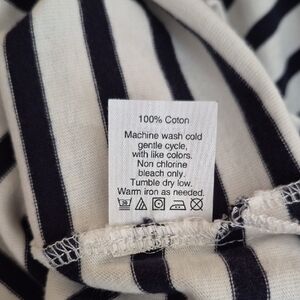 100% Coton
Machine wash cold
gentle cycle,
with like colors.
Non chlorine
bleach only.
Tumble dry low.
Warm iron as needed.